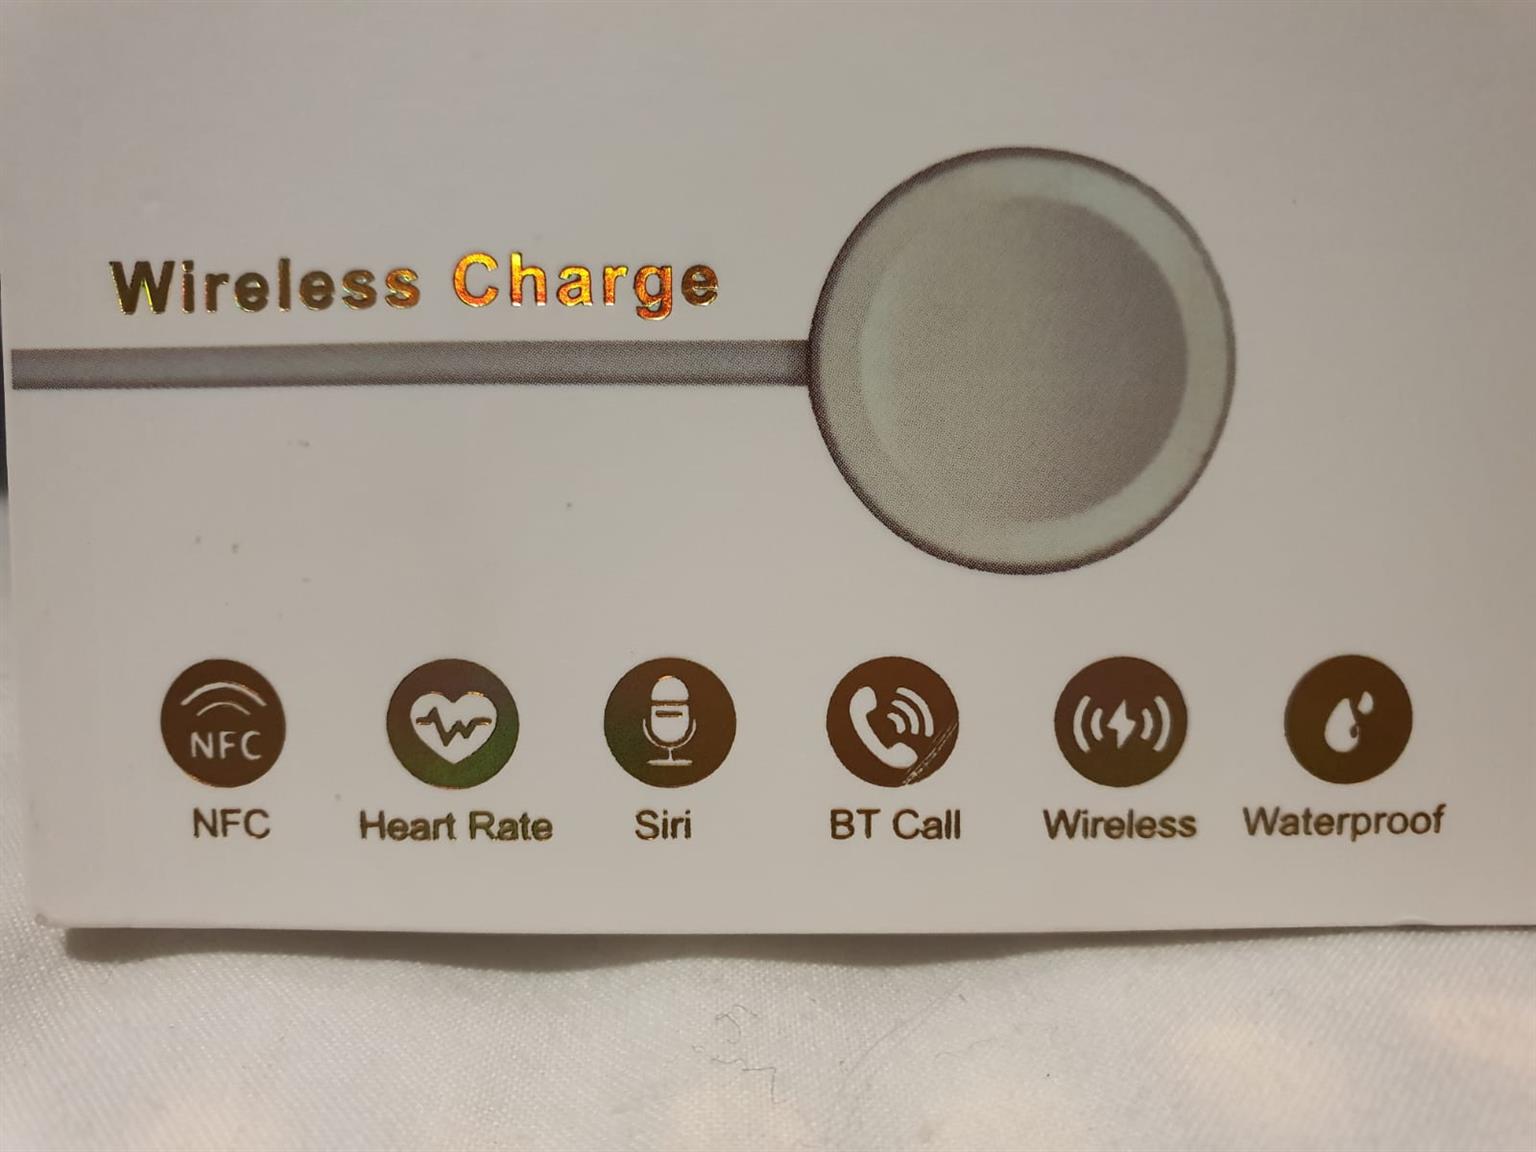 Wireless Charge
NFC
NFC Heart Rate Siri BT Call Wireless Waterproof